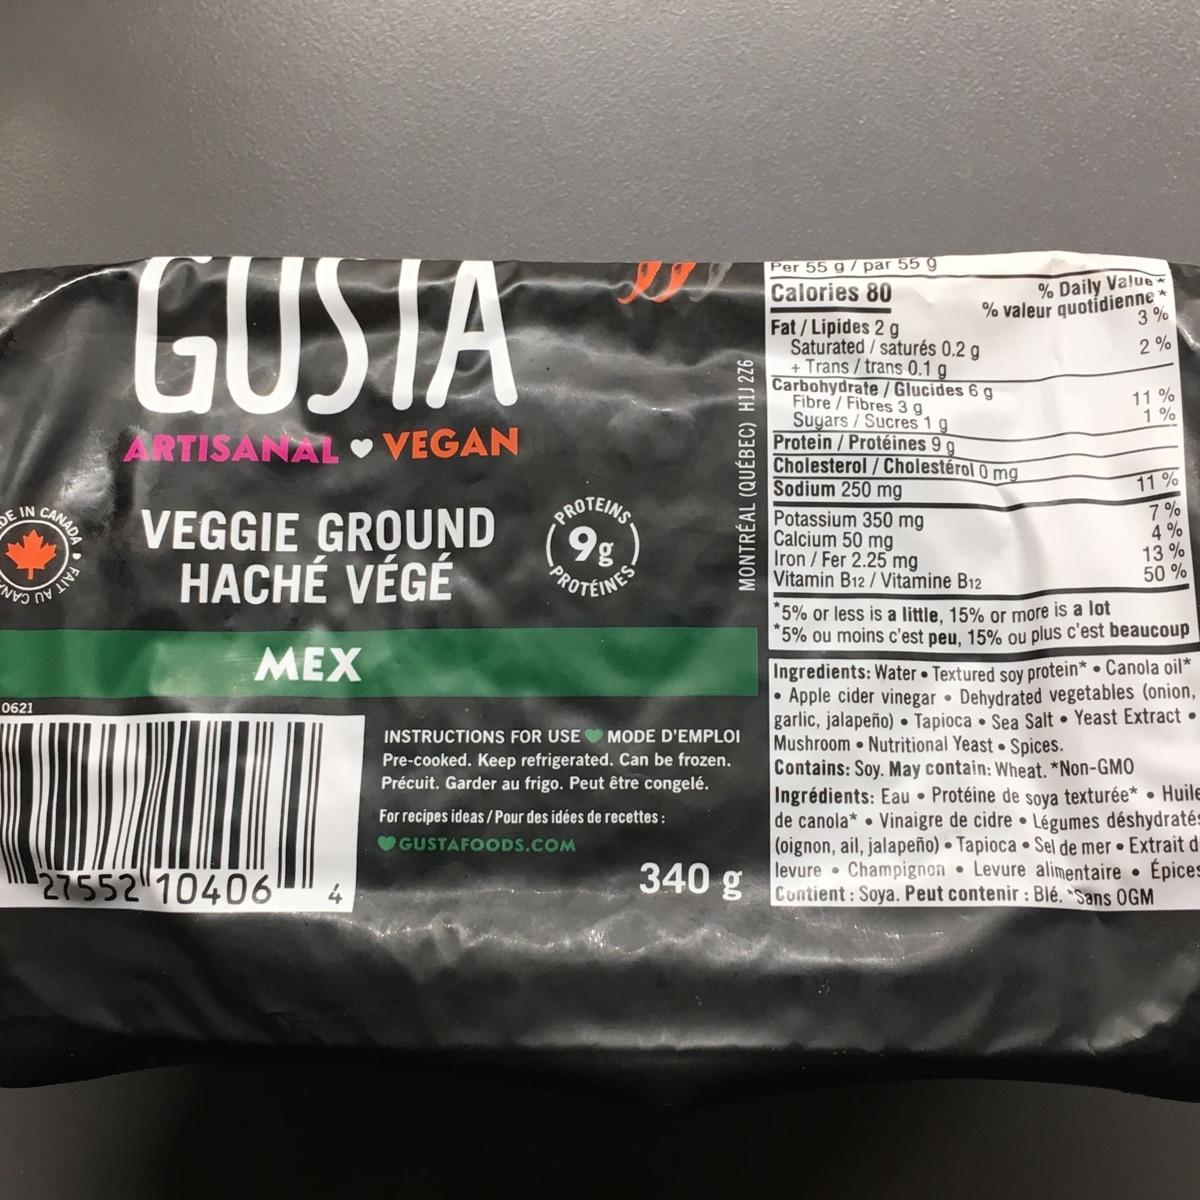 GUSTA
ARTISANAL VEGAN
MADE IN CANADA • FAIT AU CANADA
VEGGIE GROUND
HACHÉ VÉGÉ
PROTEINS
9g
PROTÉINES
MEX
0621
27552 10406 4
INSTRUCTIONS FOR USE MODE D'EMPLOI
Pre-cooked. Keep refrigerated. Can be frozen.
Précuit. Garder au frigo. Peut être congelé.
For recipes ideas / Pour des idées de recettes :
GUSTAFOODS.COM
340 g
MONTRÉAL (QUÉBEC) H1J 2Z6
Per 55 g / par 55 g
Calories 80
% Daily Value*
% valeur quotidienne*
Fat / Lipides 2 g 3 %
Saturated / saturés 0.2 g 2 %
+ Trans / trans 0.1 g
Carbohydrate / Glucides 6 g
Fibre / Fibres 3 g 11 %
Sugars / Sucres 1 g 1 %
Protein / Protéines 9 g
Cholesterol / Cholestérol 0 mg
Sodium 250 mg 11 %
Potassium 350 mg 7 %
Calcium 50 mg 4 %
Iron / Fer 2.25 mg 13 %
Vitamin B12 / Vitamine B12 50 %
*5% or less is a little, 15% or more is a lot
*5% ou moins c'est peu, 15% ou plus c'est beaucoup
Ingredients: Water • Textured soy protein* • Canola oil*
• Apple cider vinegar • Dehydrated vegetables (onion,
garlic, jalapeño) • Tapioca • Sea Salt • Yeast Extract •
Mushroom • Nutritional Yeast • Spices.
Contains: Soy. May contain: Wheat. *Non-GMO
Ingrédients: Eau • Protéine de soya texturée* • Huile
de canola* • Vinaigre de cidre • Légumes déshydratés
(oignon, ail, jalapeño) • Tapioca • Sel de mer • Extrait de
levure • Champignon • Levure alimentaire • Épices
Contient : Soya. Peut contenir : Blé. *Sans OGM